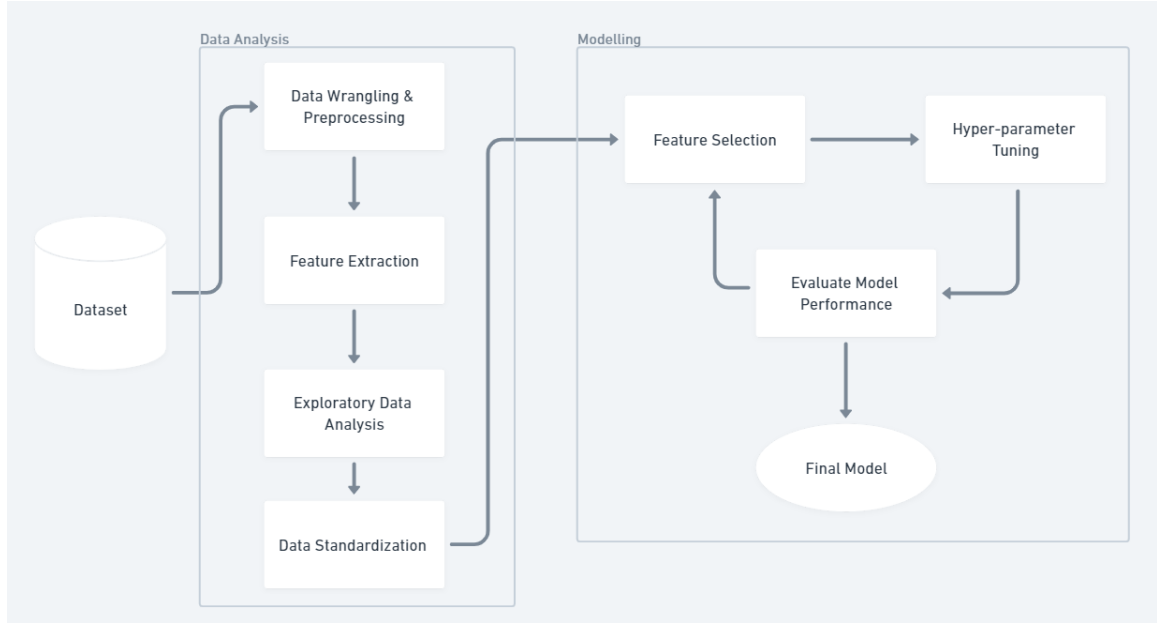 Data Analysis
Modelling
Data Wrangling &
Preprocessing
Feature Extraction
Exploratory Data
Analysis
Data Standardization
Dataset
Feature Selection
Hyper-parameter
Tuning
Evaluate Model
Performance
Final Model